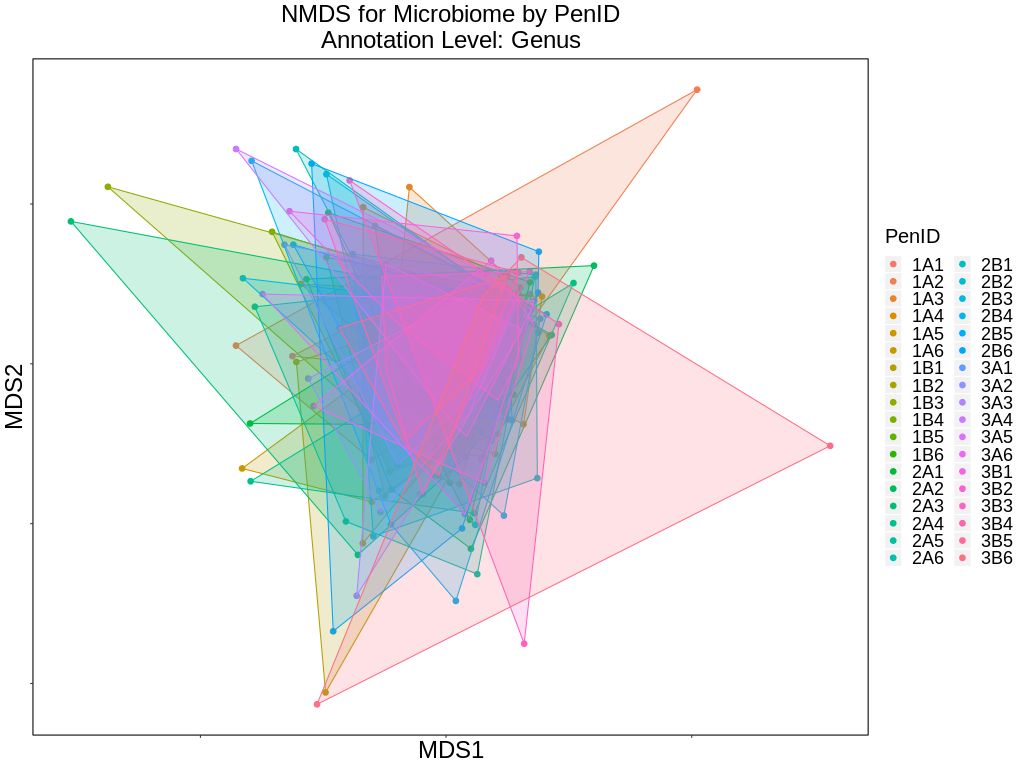 NMDS for Microbiome by PenID
Annotation Level: Genus
MDS2
MDS1
PenID
1A1 2B1
1A2 2B2
1A3 2B3
1A4 2B4
1A5 2B5
1A6 2B6
1B1 3A1
1B2 3A2
1B3 3A3
1B4 3A4
1B5 3A5
1B6 3A6
2A1 3B1
2A2 3B2
2A3 3B3
2A4 3B4
2A5 3B5
2A6 3B6